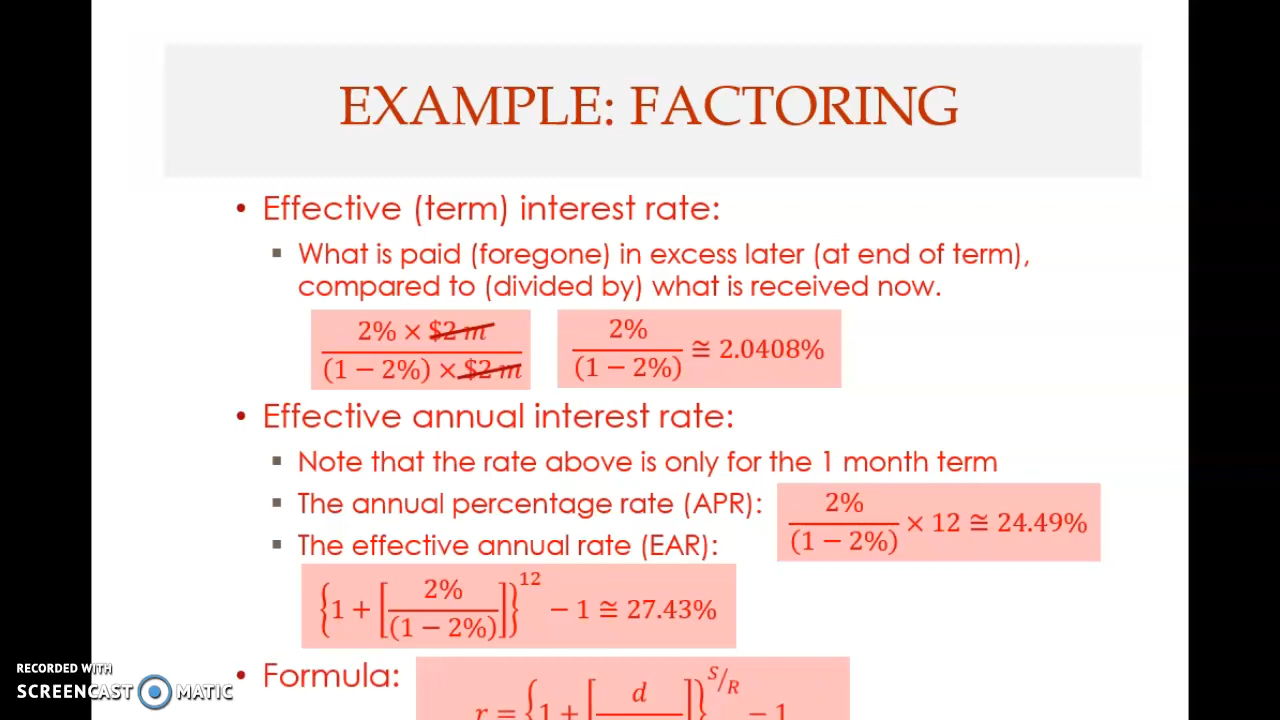 EXAMPLE: FACTORING
• Effective (term) interest rate:
▪ What is paid (foregone) in excess later (at end of term),
compared to (divided by) what is received now.
2% × $2 m
(1 − 2%) × $2 m
2%
(1 − 2%)
≅ 2.0408%
• Effective annual interest rate:
▪ Note that the rate above is only for the 1 month term
▪ The annual percentage rate (APR):
2%
(1 − 2%)
× 12 ≅ 24.49%
▪ The effective annual rate (EAR):
{1 + [2% / (1 − 2%)]}^12 − 1 ≅ 27.43%
• Formula:
r = {1 + [d]}^S/R − 1
RECORDED WITH
SCREENCAST MATIC